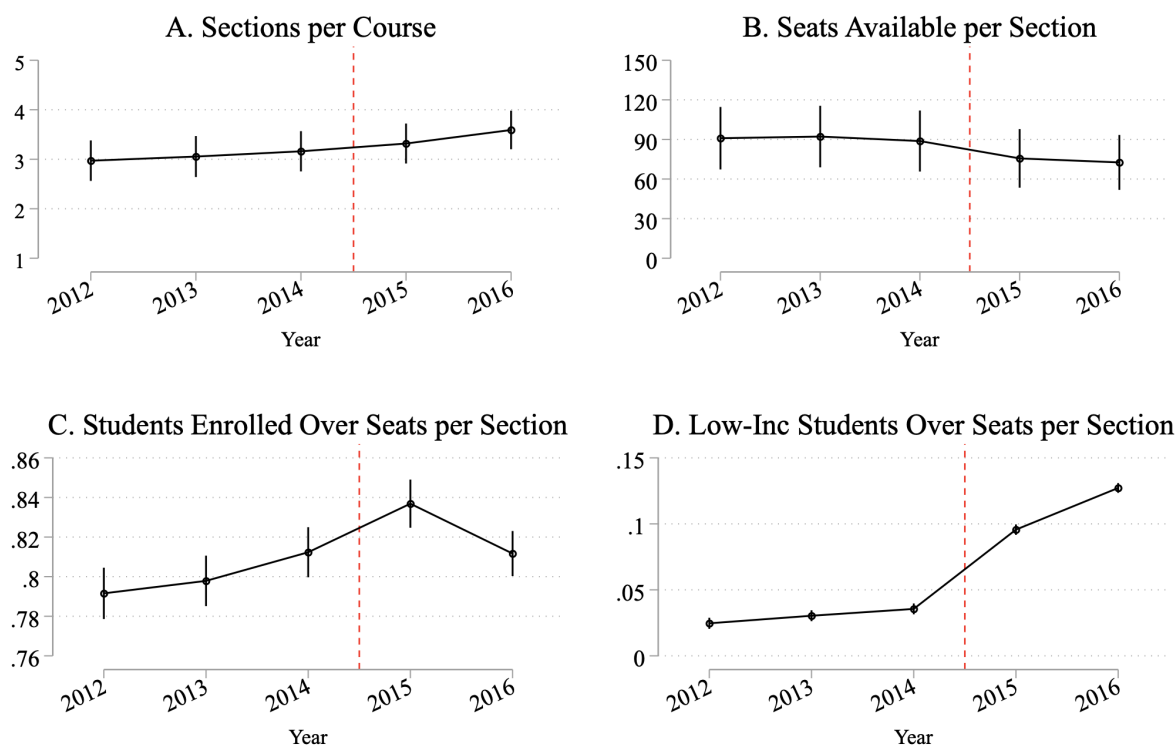 A. Sections per Course
5
4
3
2
1
2012 2013 2014 2015 2016
Year
B. Seats Available per Section
150
120
90
60
30
0
2012 2013 2014 2015 2016
Year
C. Students Enrolled Over Seats per Section
.86
.84
.82
.8
.78
.76
2012 2013 2014 2015 2016
Year
D. Low-Inc Students Over Seats per Section
.15
.1
.05
0
2012 2013 2014 2015 2016
Year